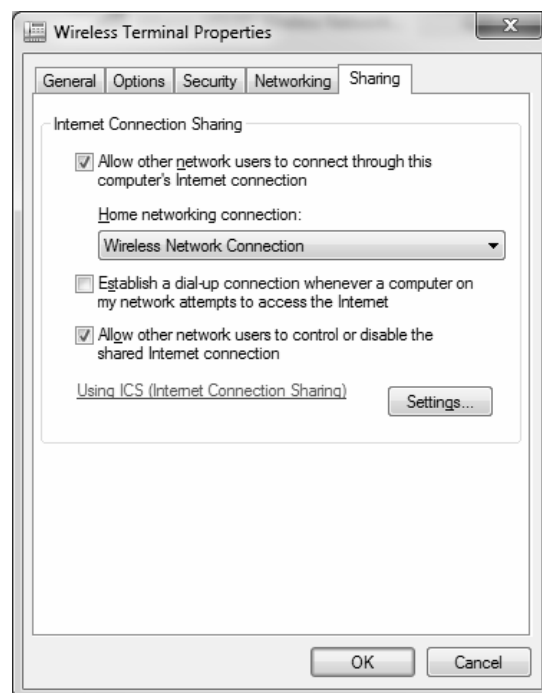 Wireless Terminal Properties
General Options Security Networking Sharing
Internet Connection Sharing
Allow other network users to connect through this
computer's Internet connection
Home networking connection:
Wireless Network Connection
Establish a dial-up connection whenever a computer on
my network attempts to access the Internet
Allow other network users to control or disable the
shared Internet connection
Using ICS (Internet Connection Sharing)
Settings...
OK Cancel